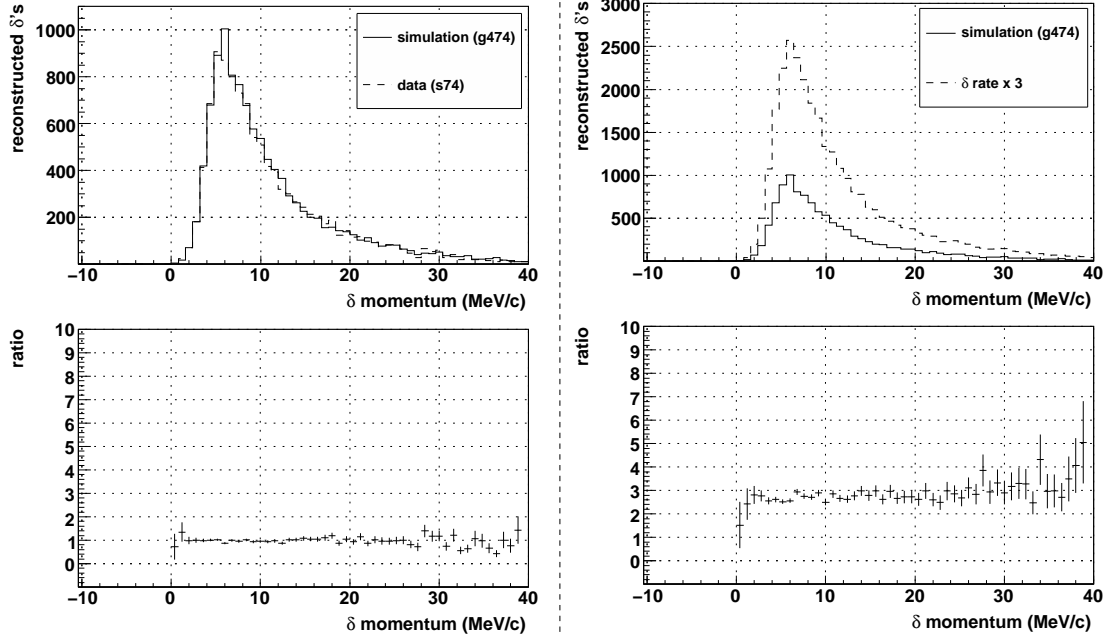 reconstructed δ's
1000
800
600
400
200
simulation (g474)
data (s74)
−10 0 10 20 30 40
δ momentum (MeV/c)
reconstructed δ's
3000
2500
2000
1500
1000
500
simulation (g474)
δ rate x 3
−10 0 10 20 30 40
δ momentum (MeV/c)
ratio
10
9
8
7
6
5
4
3
2
1
0
−10 0 10 20 30 40
δ momentum (MeV/c)
ratio
10
9
8
7
6
5
4
3
2
1
0
−10 0 10 20 30 40
δ momentum (MeV/c)